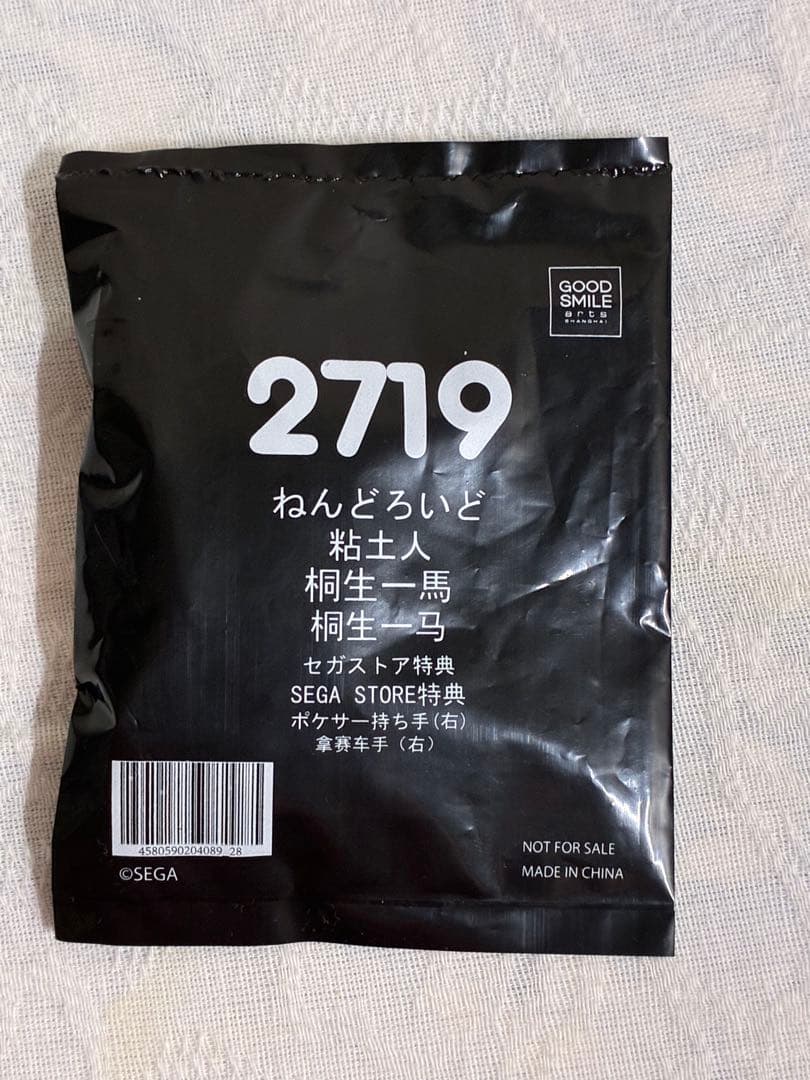 GOOD
SMILE
arts
SHANGHAI
2719
ねんどろいど
粘土人
桐生一馬
桐生一马
セガストア特典
SEGA STORE特典
ポケサー持ち手(右)
拿赛车手（右）
4580590204089 28
©SEGA
NOT FOR SALE
MADE IN CHINA